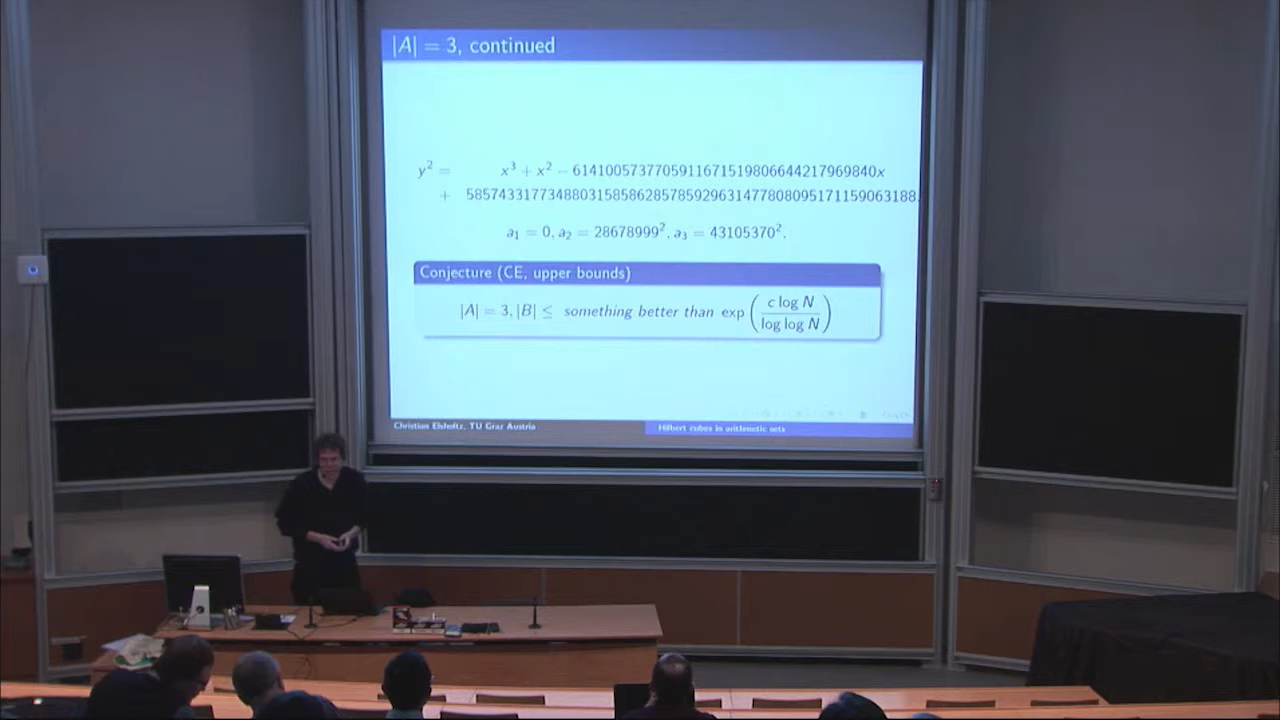 |A| = 3, continued
y² = x³ + x² − 6141005737705911671519806644217969840x
+ 5857433177348803158586285785929631477808095171159063188.
a₁ = 0, a₂ = 28678999², a₃ = 43105370².
Conjecture (CE, upper bounds)
|A| = 3, |B| ≤ something better than exp(c log N / log log N)
Christian Elsholtz, TU Graz Austria
Hilbert cubes in arithmetic sets